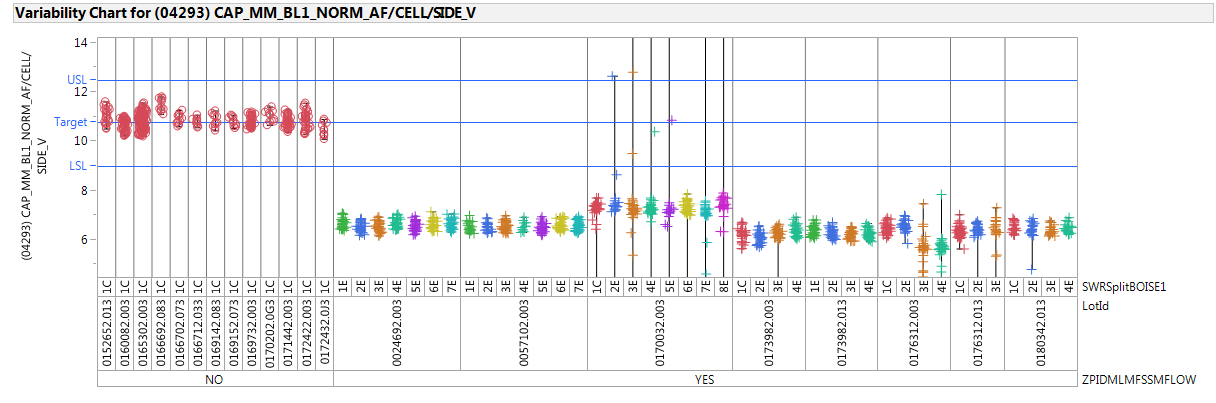 Variability Chart for (04293) CAP_MM_BL1_NORM_AF/CELL/SIDE_V
(04293) CAP_MM_BL1_NORM_AF/CELL/
SIDE_V
14
USL
12
Target
10
LSL
8
6
1C 1C 1C 1C 1C 1C 1C 1C 1C 1C 1C 1C 1C 1E 2E 3E 4E 5E 6E 7E 1C 2E 3E 4E 5E 6E 7E 1C 2E 3E 4E 5E 6E 7E 8E 1C 2E 3E 4E 1E 2E 3E 4E 1C 2E 3E 4E 1C 2E 3E 1C 2E 3E 4E SWRSplitBOISE1
0152652.013 0160082.003 0165302.003 0166692.083 0166702.073 0166712.033 0169142.083 0169152.073 0169732.003 0170202.0G3 0171442.003 0172422.003 0172432.0J3 0024692.003 0057102.003 0170032.003 0173982.003 0173982.013 0176312.003 0176312.013 0180342.013 LotId
NO YES ZPIDMLMFSSMFLOW